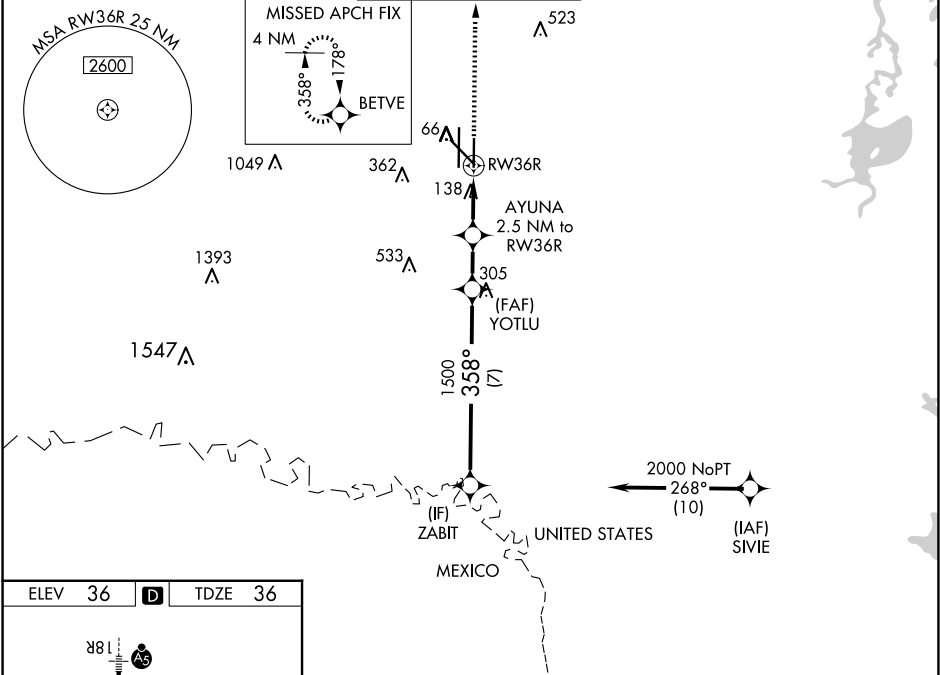 MSA RW36R 25 NM
2600
MISSED APCH FIX
4 NM
358°
178°
BETVE
523
66
RW36R
1049
362
138
AYUNA
2.5 NM to
RW36R
1393
533
305
(FAF)
YOTLU
1547
1500
358°
(7)
2000 NoPT
268°
(10)
(IF)
ZABIT
(IAF)
SIVIE
UNITED STATES
MEXICO
ELEV 36
D
TDZE 36
18R
A5